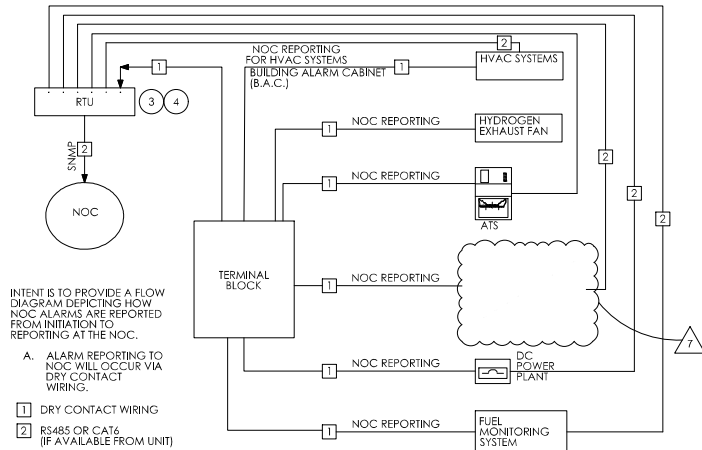 2
NOC REPORTING
FOR HVAC SYSTEMS
BUILDING ALARM CABINET
(B.A.C.)
1
HVAC SYSTEMS
1
RTU
3
4
SNMP
2
NOC
1
NOC REPORTING
HYDROGEN
EXHAUST FAN
1
NOC REPORTING
ATS
2
2
2
TERMINAL
BLOCK
1
NOC REPORTING
7
INTENT IS TO PROVIDE A FLOW
DIAGRAM DEPICTING HOW
NOC ALARMS ARE REPORTED
FROM INITIATION TO
REPORTING AT THE NOC.
A. ALARM REPORTING TO
NOC WILL OCCUR VIA
DRY CONTACT
WIRING.
1 DRY CONTACT WIRING
2 RS485 OR CAT6
(IF AVAILABLE FROM UNIT)
1
NOC REPORTING
DC
POWER
PLANT
1
NOC REPORTING
FUEL
MONITORING
SYSTEM